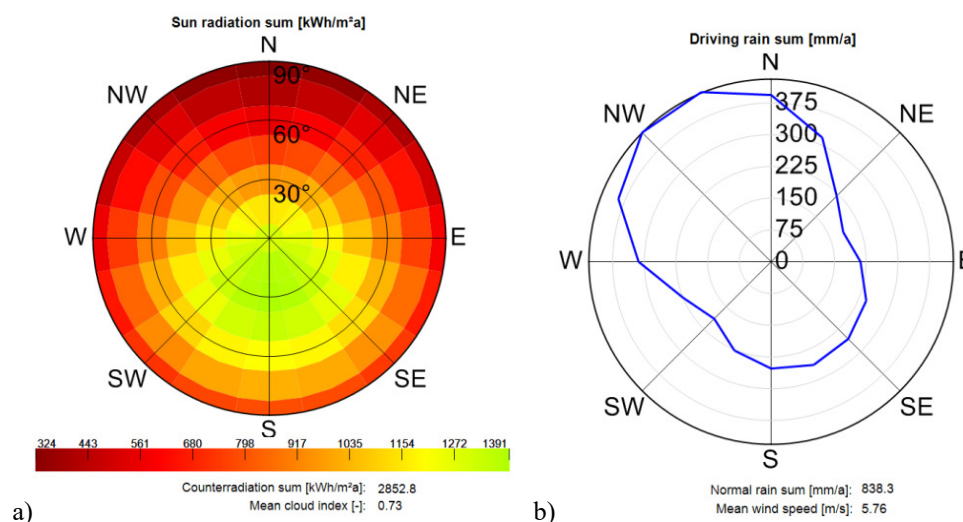 Sun radiation sum [kWh/m²a]
N
90°
NW
NE
60°
30°
W
E
SW
SE
S
324 443 561 680 798 917 1035 1154 1272 1391
Counterradiation sum [kWh/m²a]: 2852.8
Mean cloud index [-]: 0.73
a)
Driving rain sum [mm/a]
N
375
NW
NE
300
225
150
75
W
0
E
SW
SE
S
Normal rain sum [mm/a]: 838.3
Mean wind speed [m/s]: 5.76
b)